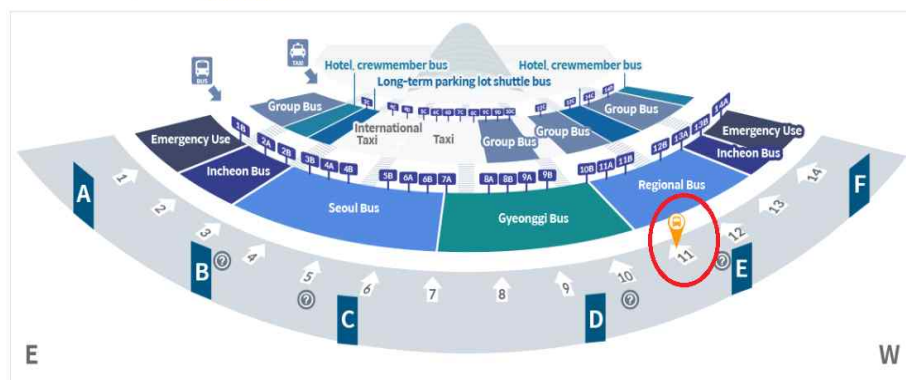 BUS
TAXI
Hotel, crewmember bus
Hotel, crewmember bus
Long-term parking lot shuttle bus
Group Bus
International
Taxi
Taxi
Group Bus
Group Bus
Group Bus
Emergency Use
Incheon Bus
Seoul Bus
Gyeonggi Bus
Regional Bus
Incheon Bus
Emergency Use
1B
2A
2B
3B
4A
4B
5B
6A
6B
7A
8A
8B
9A
9B
10B
11A
11B
12B
13A
13B
14A
A
1
2
3
B
?
4
5
?
6
C
7
8
9
D
10
?
11
E
?
12
13
14
F
E
W